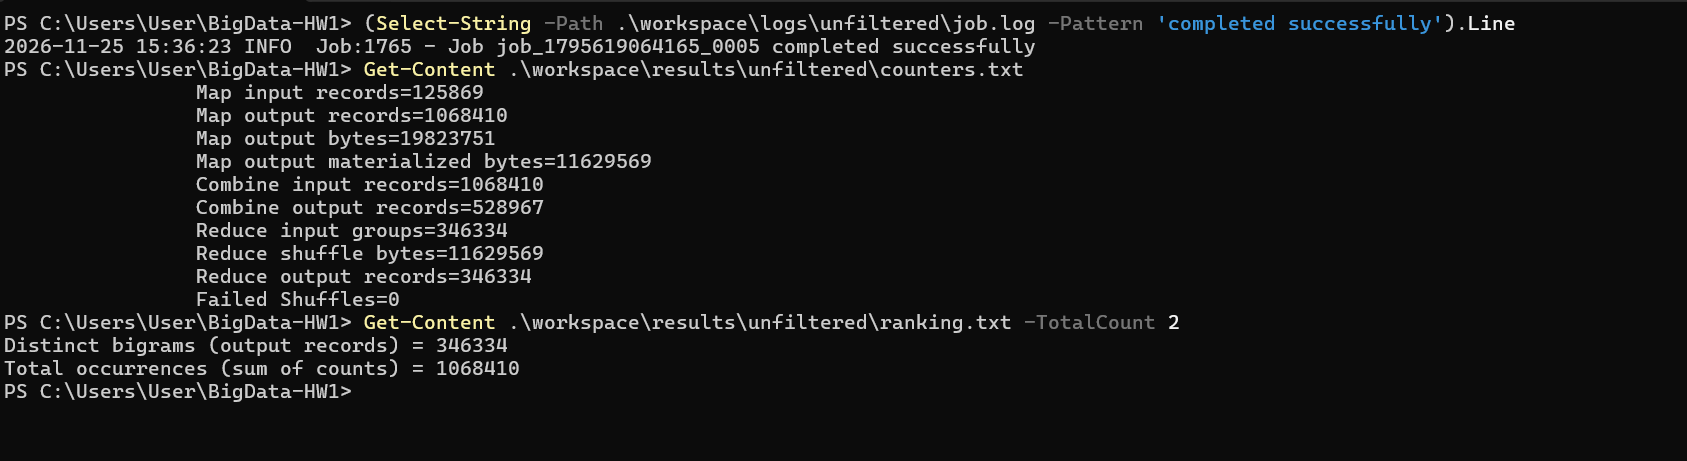 PS C:\Users\User\BigData-HW1> (Select-String -Path .\workspace\logs\unfiltered\job.log -Pattern 'completed successfully').Line
2026-11-25 15:36:23 INFO  Job:1765 - Job job_1795619064165_0005 completed successfully
PS C:\Users\User\BigData-HW1> Get-Content .\workspace\results\unfiltered\counters.txt
                Map input records=125869
                Map output records=1068410
                Map output bytes=19823751
                Map output materialized bytes=11629569
                Combine input records=1068410
                Combine output records=528967
                Reduce input groups=346334
                Reduce shuffle bytes=11629569
                Reduce output records=346334
                Failed Shuffles=0
PS C:\Users\User\BigData-HW1> Get-Content .\workspace\results\unfiltered\ranking.txt -TotalCount 2
Distinct bigrams (output records) = 346334
Total occurrences (sum of counts) = 1068410
PS C:\Users\User\BigData-HW1>